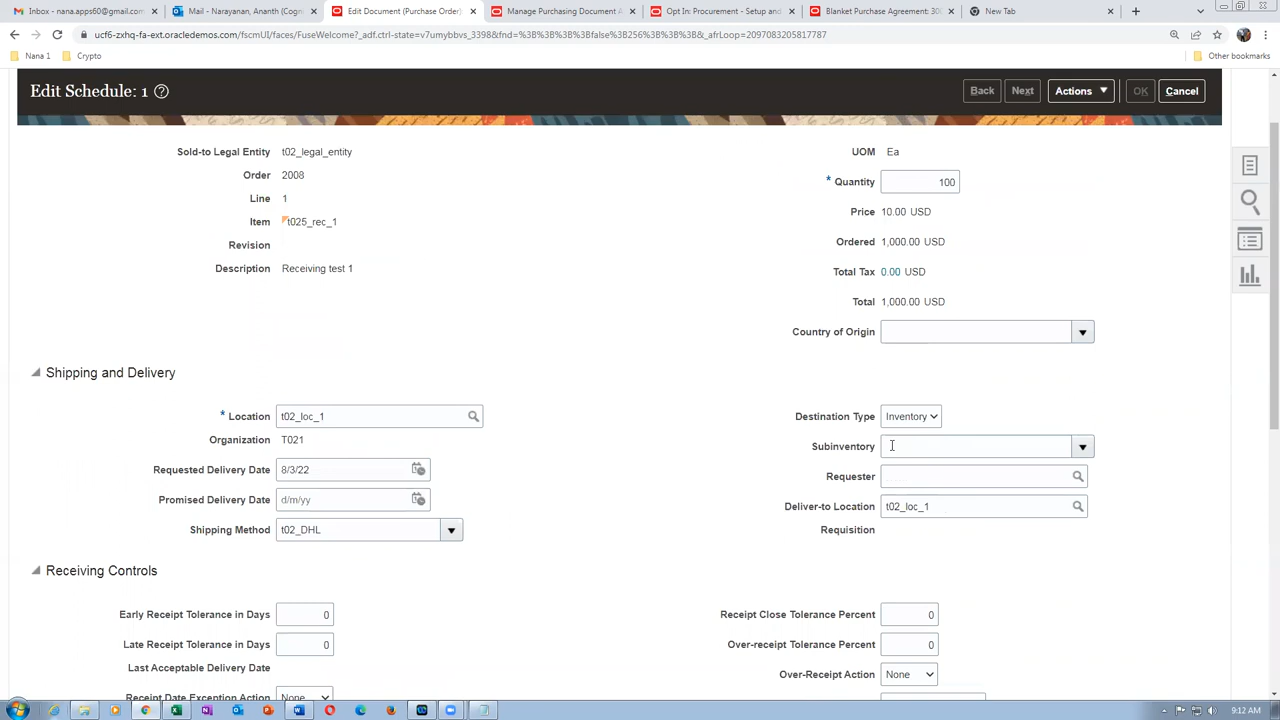 Inbox - nana.apps60@gmail.com
Mail - Narayanan, Ananth (Cogn
Edit Document (Purchase Order)
Manage Purchasing Document A
Opt In: Procurement - Setup and
Blanket Purchase Agreement: 300
New Tab
ucf6-zxhq-fa-ext.oracledemos.com/fscmUI/faces/FuseWelcome?_adf.ctrl-state=v7umybbvs_3398&fnd=%3B%3B%3B%3Bfalse%3B256%3B%3B%3B&_afrLoop=2097083205817787
Nana 1
Crypto
Other bookmarks
Edit Schedule: 1
Back
Next
Actions
OK
Cancel
Sold-to Legal Entity t02_legal_entity
Order 2008
Line 1
Item t025_rec_1
Revision
Description Receiving test 1
UOM Ea
* Quantity 100
Price 10.00 USD
Ordered 1,000.00 USD
Total Tax 0.00 USD
Total 1,000.00 USD
Country of Origin
Shipping and Delivery
* Location t02_loc_1
Organization T021
Requested Delivery Date 8/3/22
Promised Delivery Date d/m/yy
Shipping Method t02_DHL
Destination Type Inventory
Subinventory
Requester
Deliver-to Location t02_loc_1
Requisition
Receiving Controls
Early Receipt Tolerance in Days 0
Late Receipt Tolerance in Days 0
Last Acceptable Delivery Date
Receipt Date Exception Action None
Receipt Close Tolerance Percent 0
Over-receipt Tolerance Percent 0
Over-Receipt Action None
9:12 AM